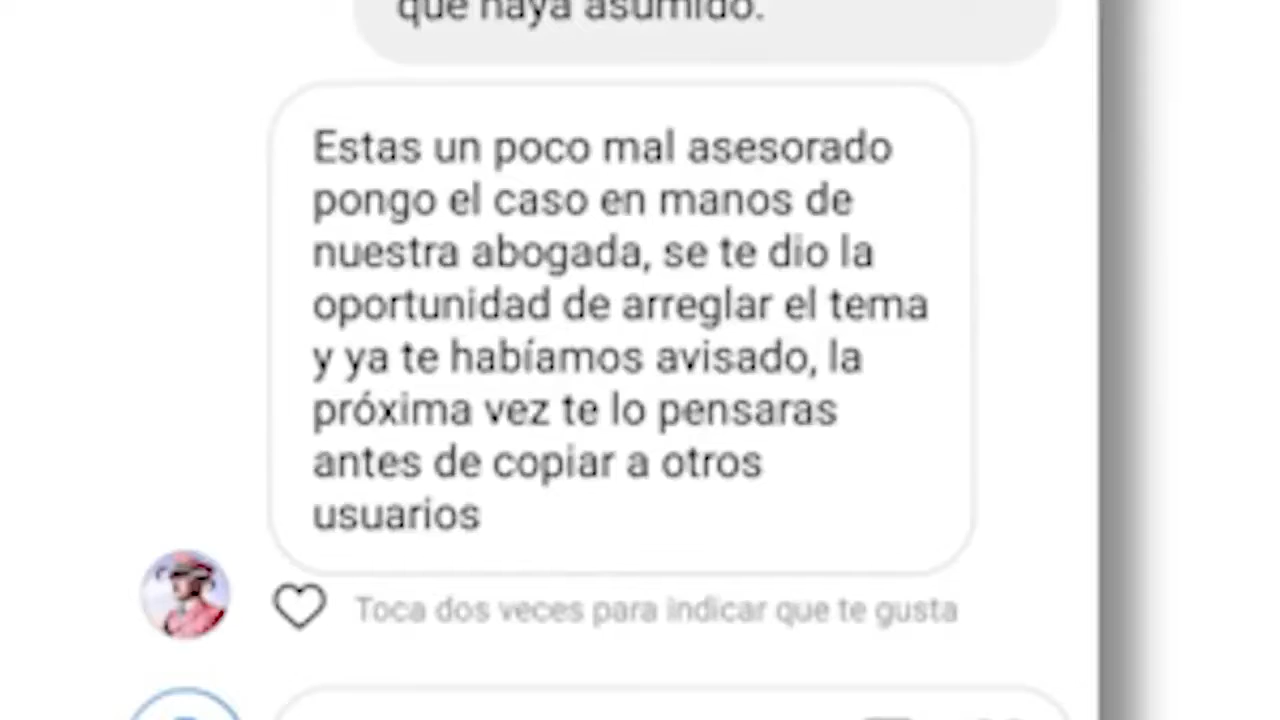 que haya asumido.
Estas un poco mal asesorado
pongo el caso en manos de
nuestra abogada, se te dio la
oportunidad de arreglar el tema
y ya te habíamos avisado, la
próxima vez te lo pensaras
antes de copiar a otros
usuarios
Toca dos veces para indicar que te gusta